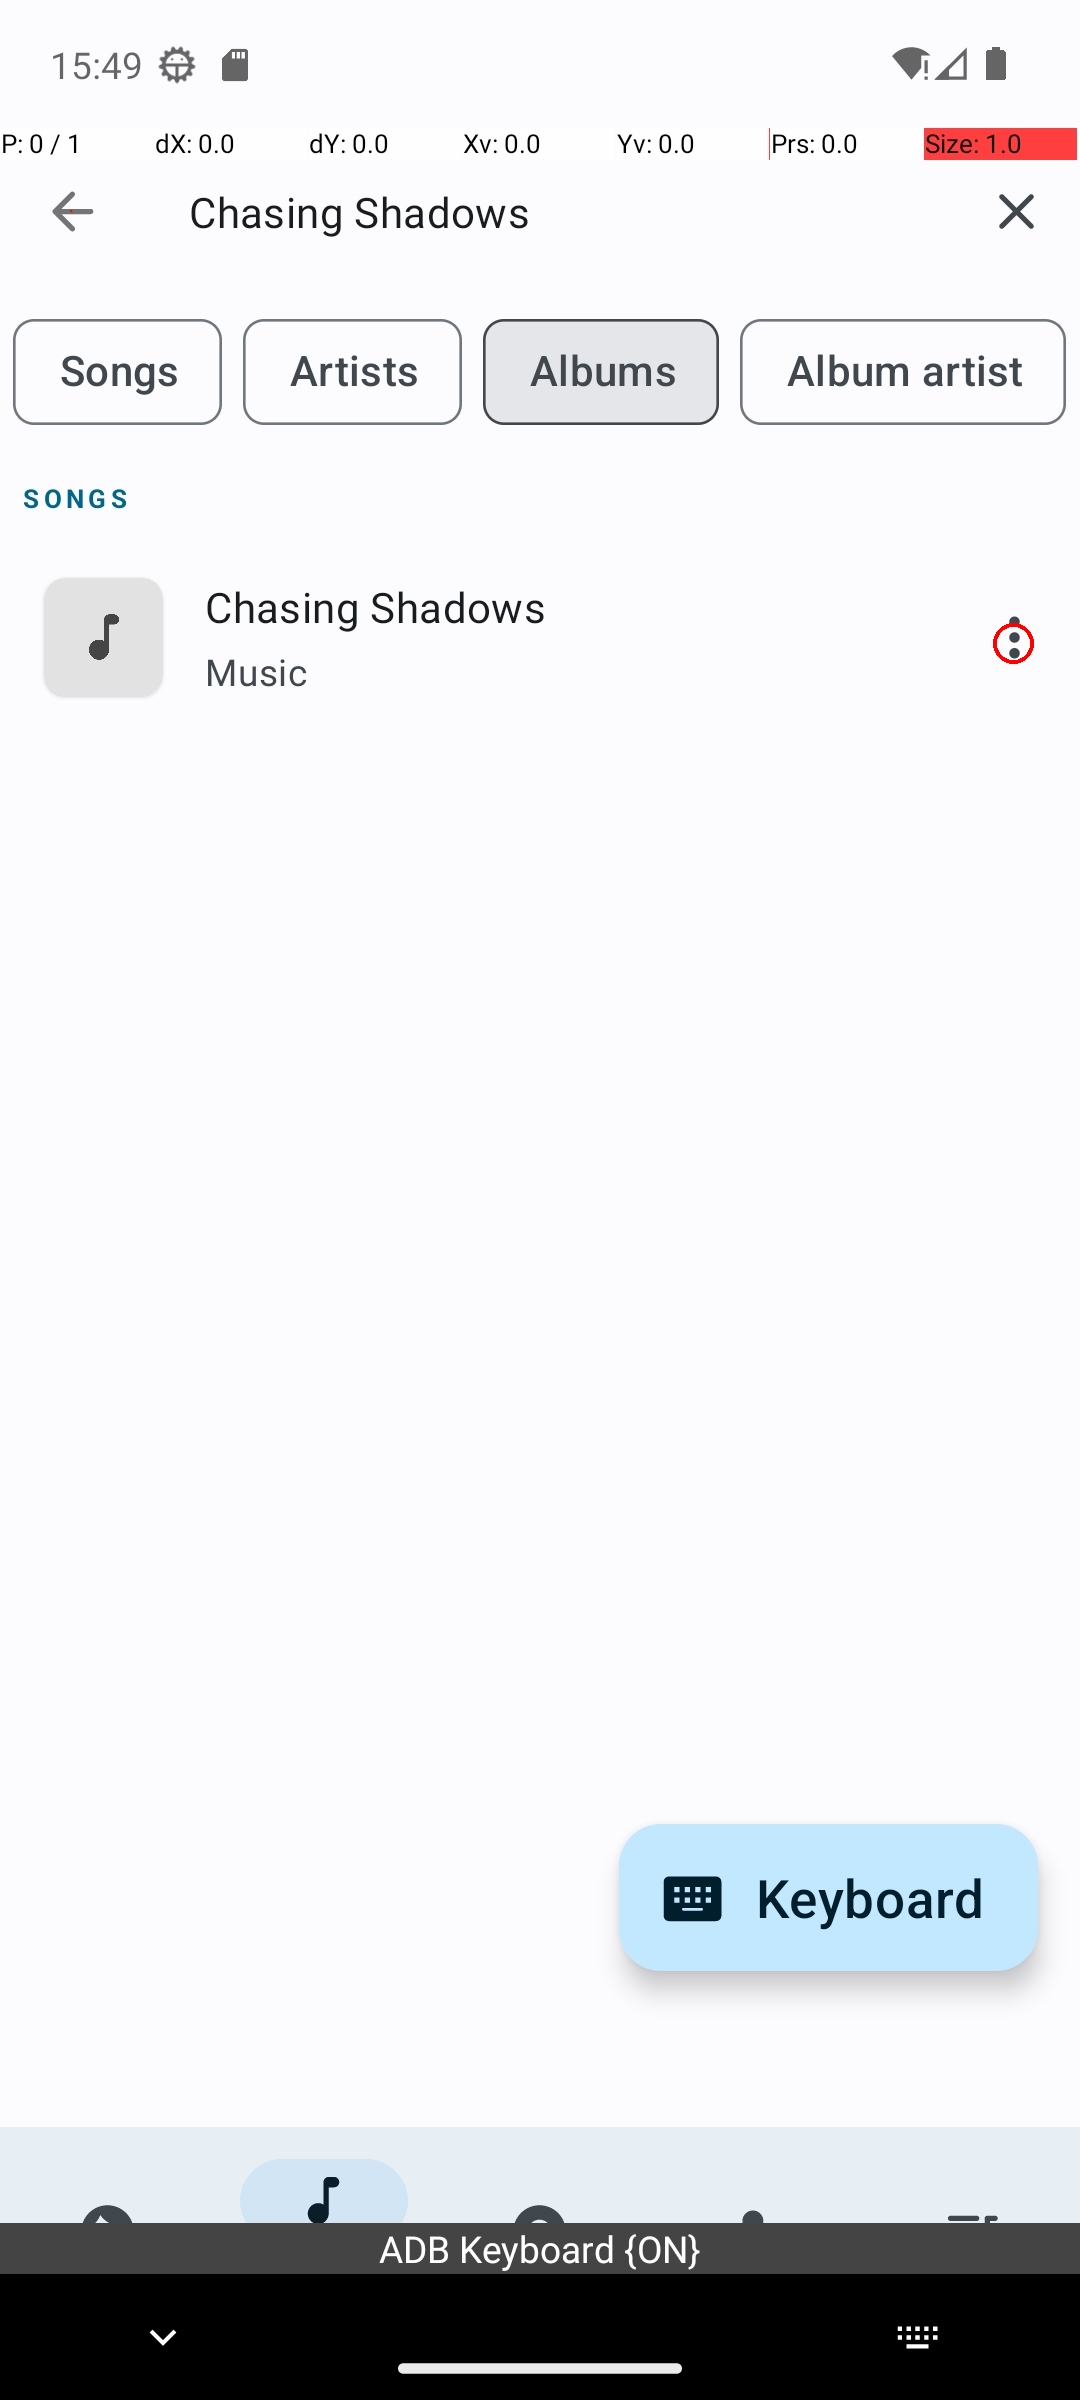 15:49
P: 0 / 1 dX: 0.0 dY: 0.0 Xv: 0.0 Yv: 0.0 Prs: 0.0 Size: 1.0
Chasing Shadows
Songs Artists Albums Album artist
SONGS
Chasing Shadows
Music
Keyboard
ADB Keyboard {ON}